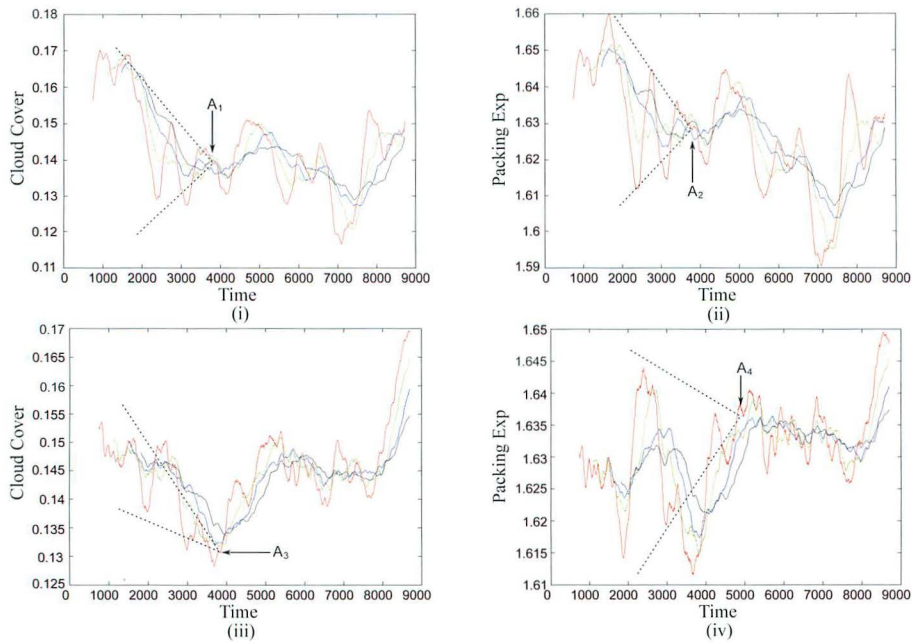 0.18
0.17
0.16
0.15
0.14
0.13
0.12
0.11
Cloud Cover
A1
0 1000 2000 3000 4000 5000 6000 7000 8000 9000
Time
(i)
1.66
1.65
1.64
1.63
1.62
1.61
1.6
1.59
Packing Exp
A2
0 1000 2000 3000 4000 5000 6000 7000 8000 9000
Time
(ii)
0.17
0.165
0.16
0.155
0.15
0.145
0.14
0.135
0.13
0.125
Cloud Cover
A3
0 1000 2000 3000 4000 5000 6000 7000 8000 9000
Time
(iii)
1.65
1.645
1.64
1.635
1.63
1.625
1.62
1.615
1.61
Packing Exp
A4
0 1000 2000 3000 4000 5000 6000 7000 8000 9000
Time
(iv)